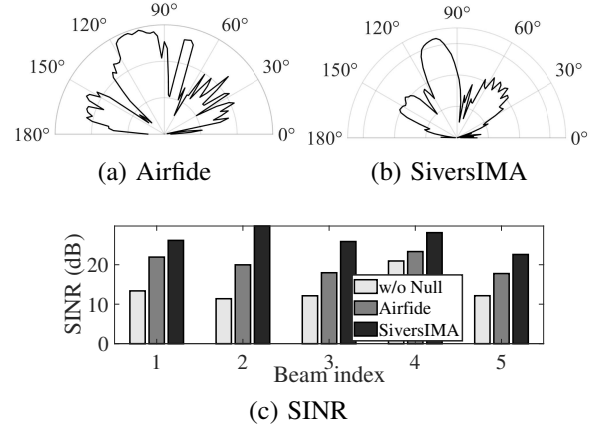 120° 90° 60° 120° 90° 60°
150° 30° 150° 30°
180° 0° 180° 0°
(a) Airfide (b) SiversIMA
SINR (dB)
20
10
0
w/o Null
Airfide
SiversIMA
1 2 3 4 5
Beam index
(c) SINR